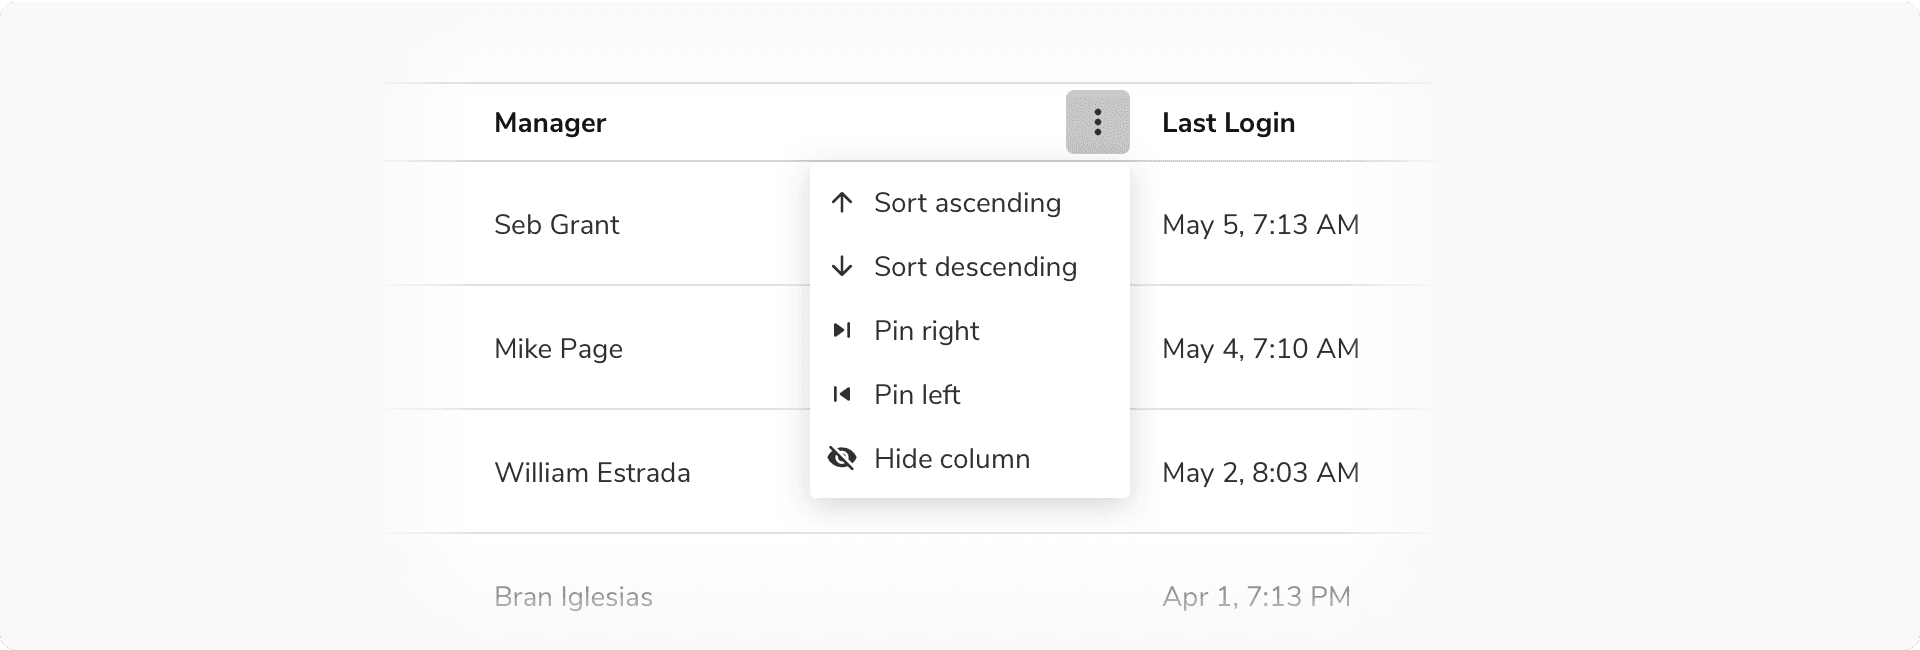 Manager
Last Login
Sort ascending
Seb Grant
May 5, 7:13 AM
Sort descending
Pin right
Mike Page
May 4, 7:10 AM
Pin left
Hide column
William Estrada
May 2, 8:03 AM
Bran Iglesias
Apr 1, 7:13 PM